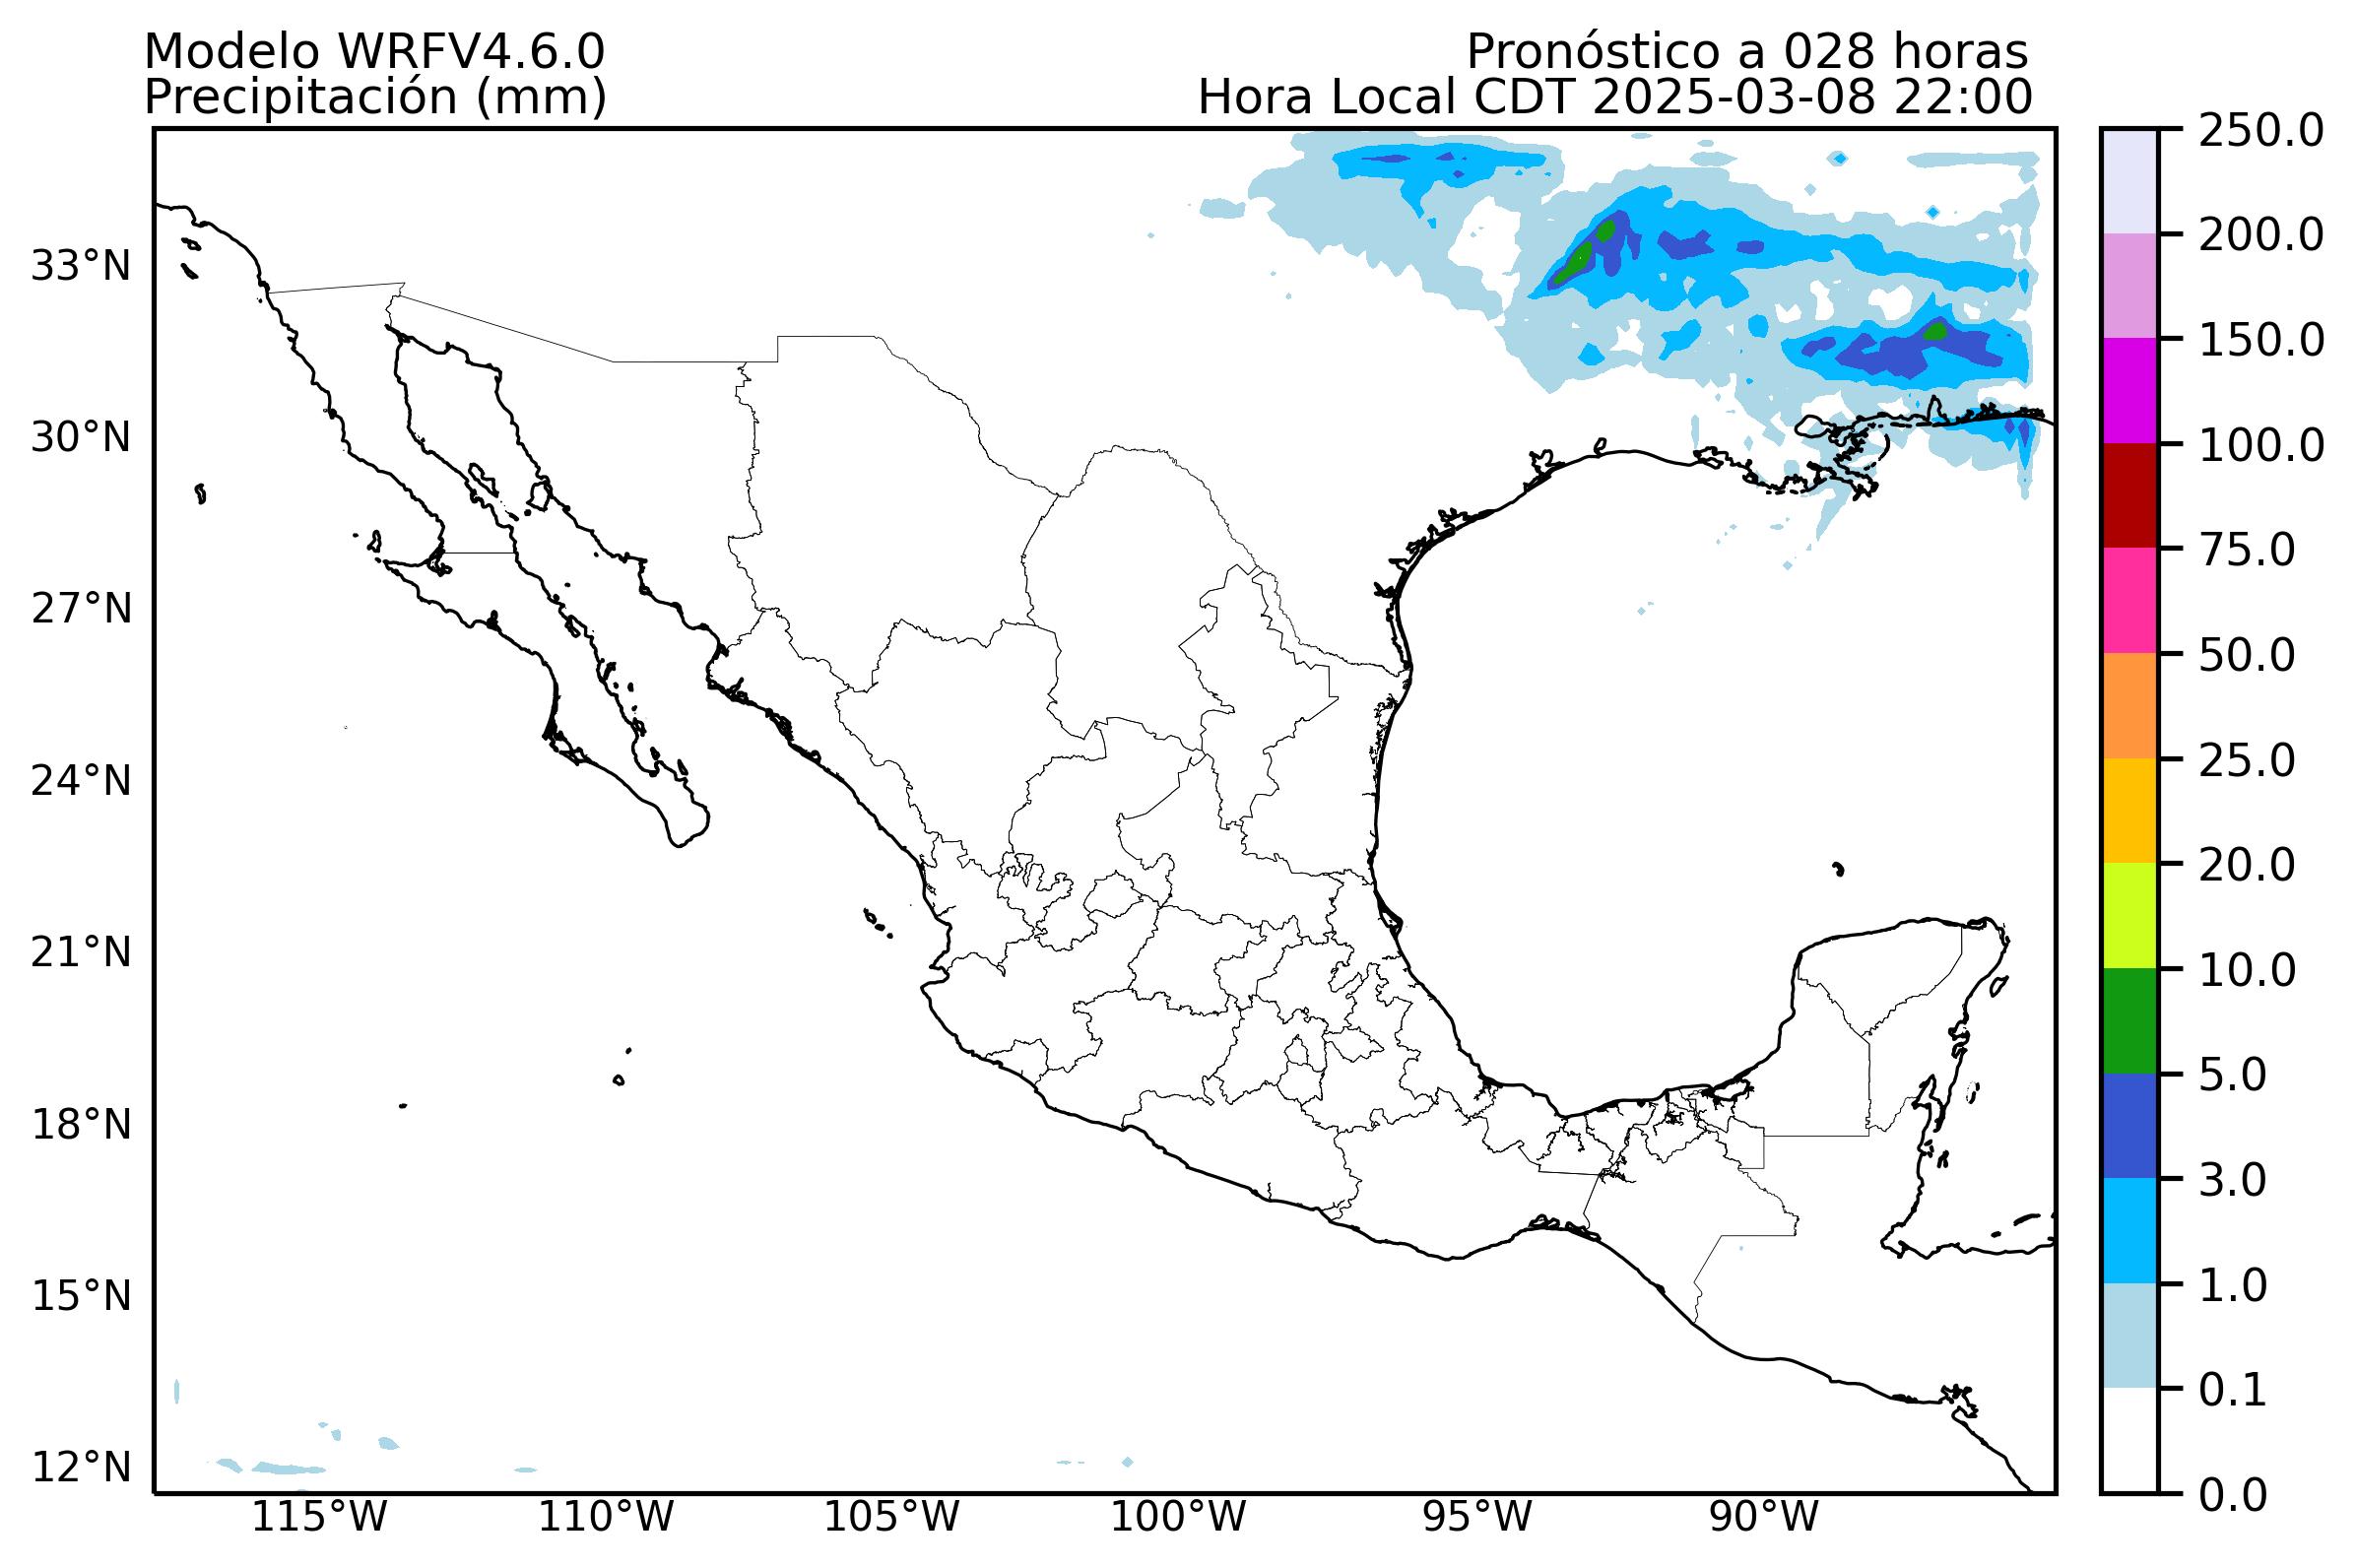 Modelo WRFV4.6.0
Pronóstico a 028 horas
Precipitación (mm)
Hora Local CDT 2025-03-08 22:00
33°N
30°N
27°N
24°N
21°N
18°N
15°N
12°N
115°W
110°W
105°W
100°W
95°W
90°W
250.0
200.0
150.0
100.0
75.0
50.0
25.0
20.0
10.0
5.0
3.0
1.0
0.1
0.0